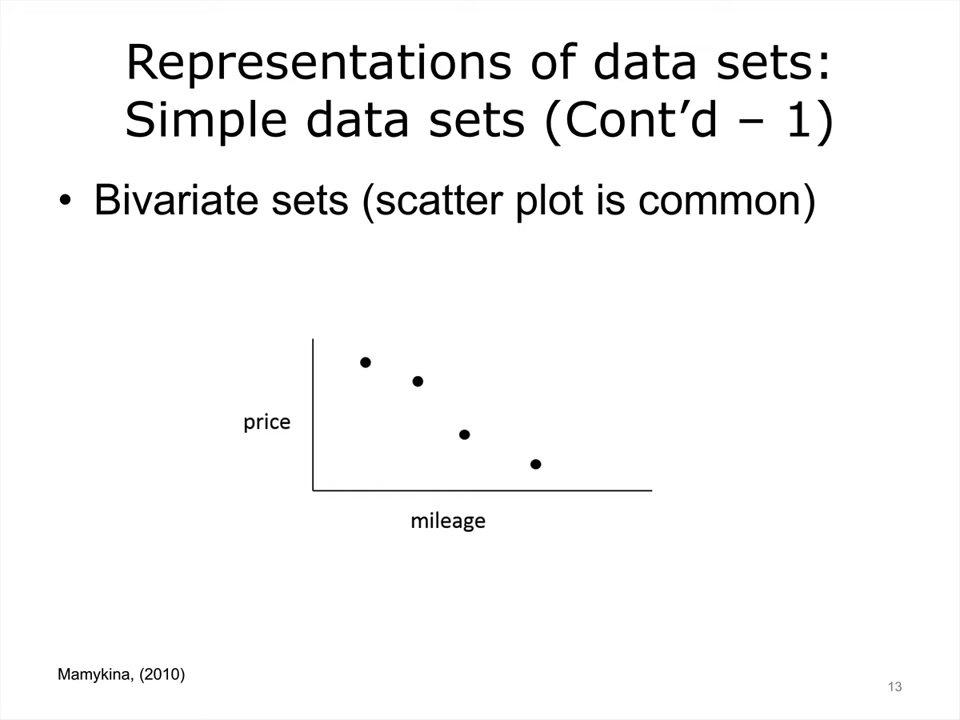 Representations of data sets:
Simple data sets (Cont’d – 1)
• Bivariate sets (scatter plot is common)
price
mileage
Mamykina, (2010)
13